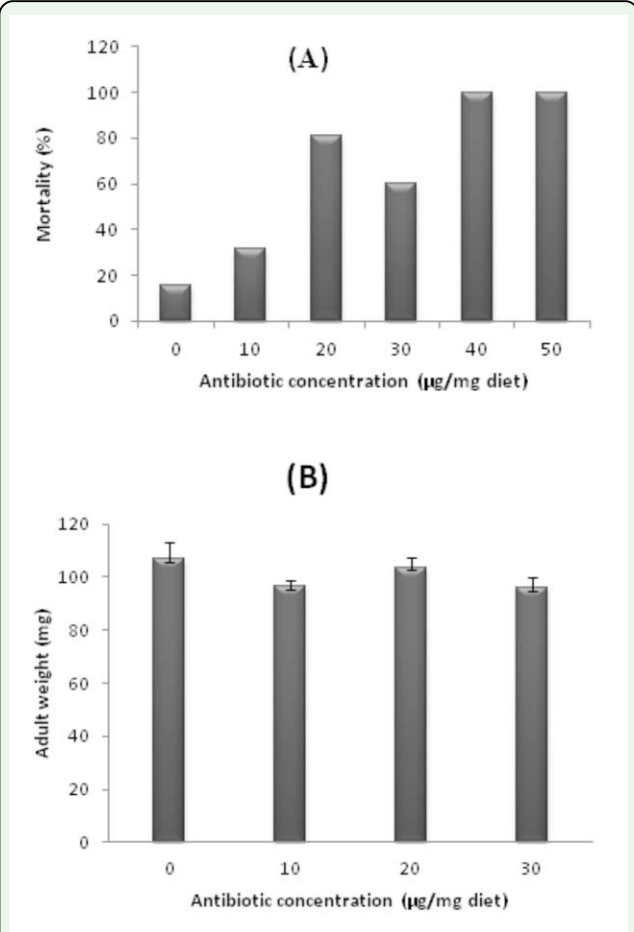 (A)
Mortality (%)
120
100
80
60
40
20
0
0 10 20 30 40 50
Antibiotic concentration (µg/mg diet)
(B)
Adult weight (mg)
120
100
80
60
40
20
0
0 10 20 30
Antibiotic concentration (µg/mg diet)